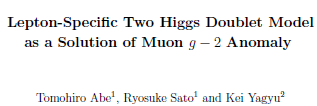 Lepton-Specific Two Higgs Doublet Model
as a Solution of Muon g − 2 Anomaly
Tomohiro Abe¹, Ryosuke Sato¹ and Kei Yagyu²